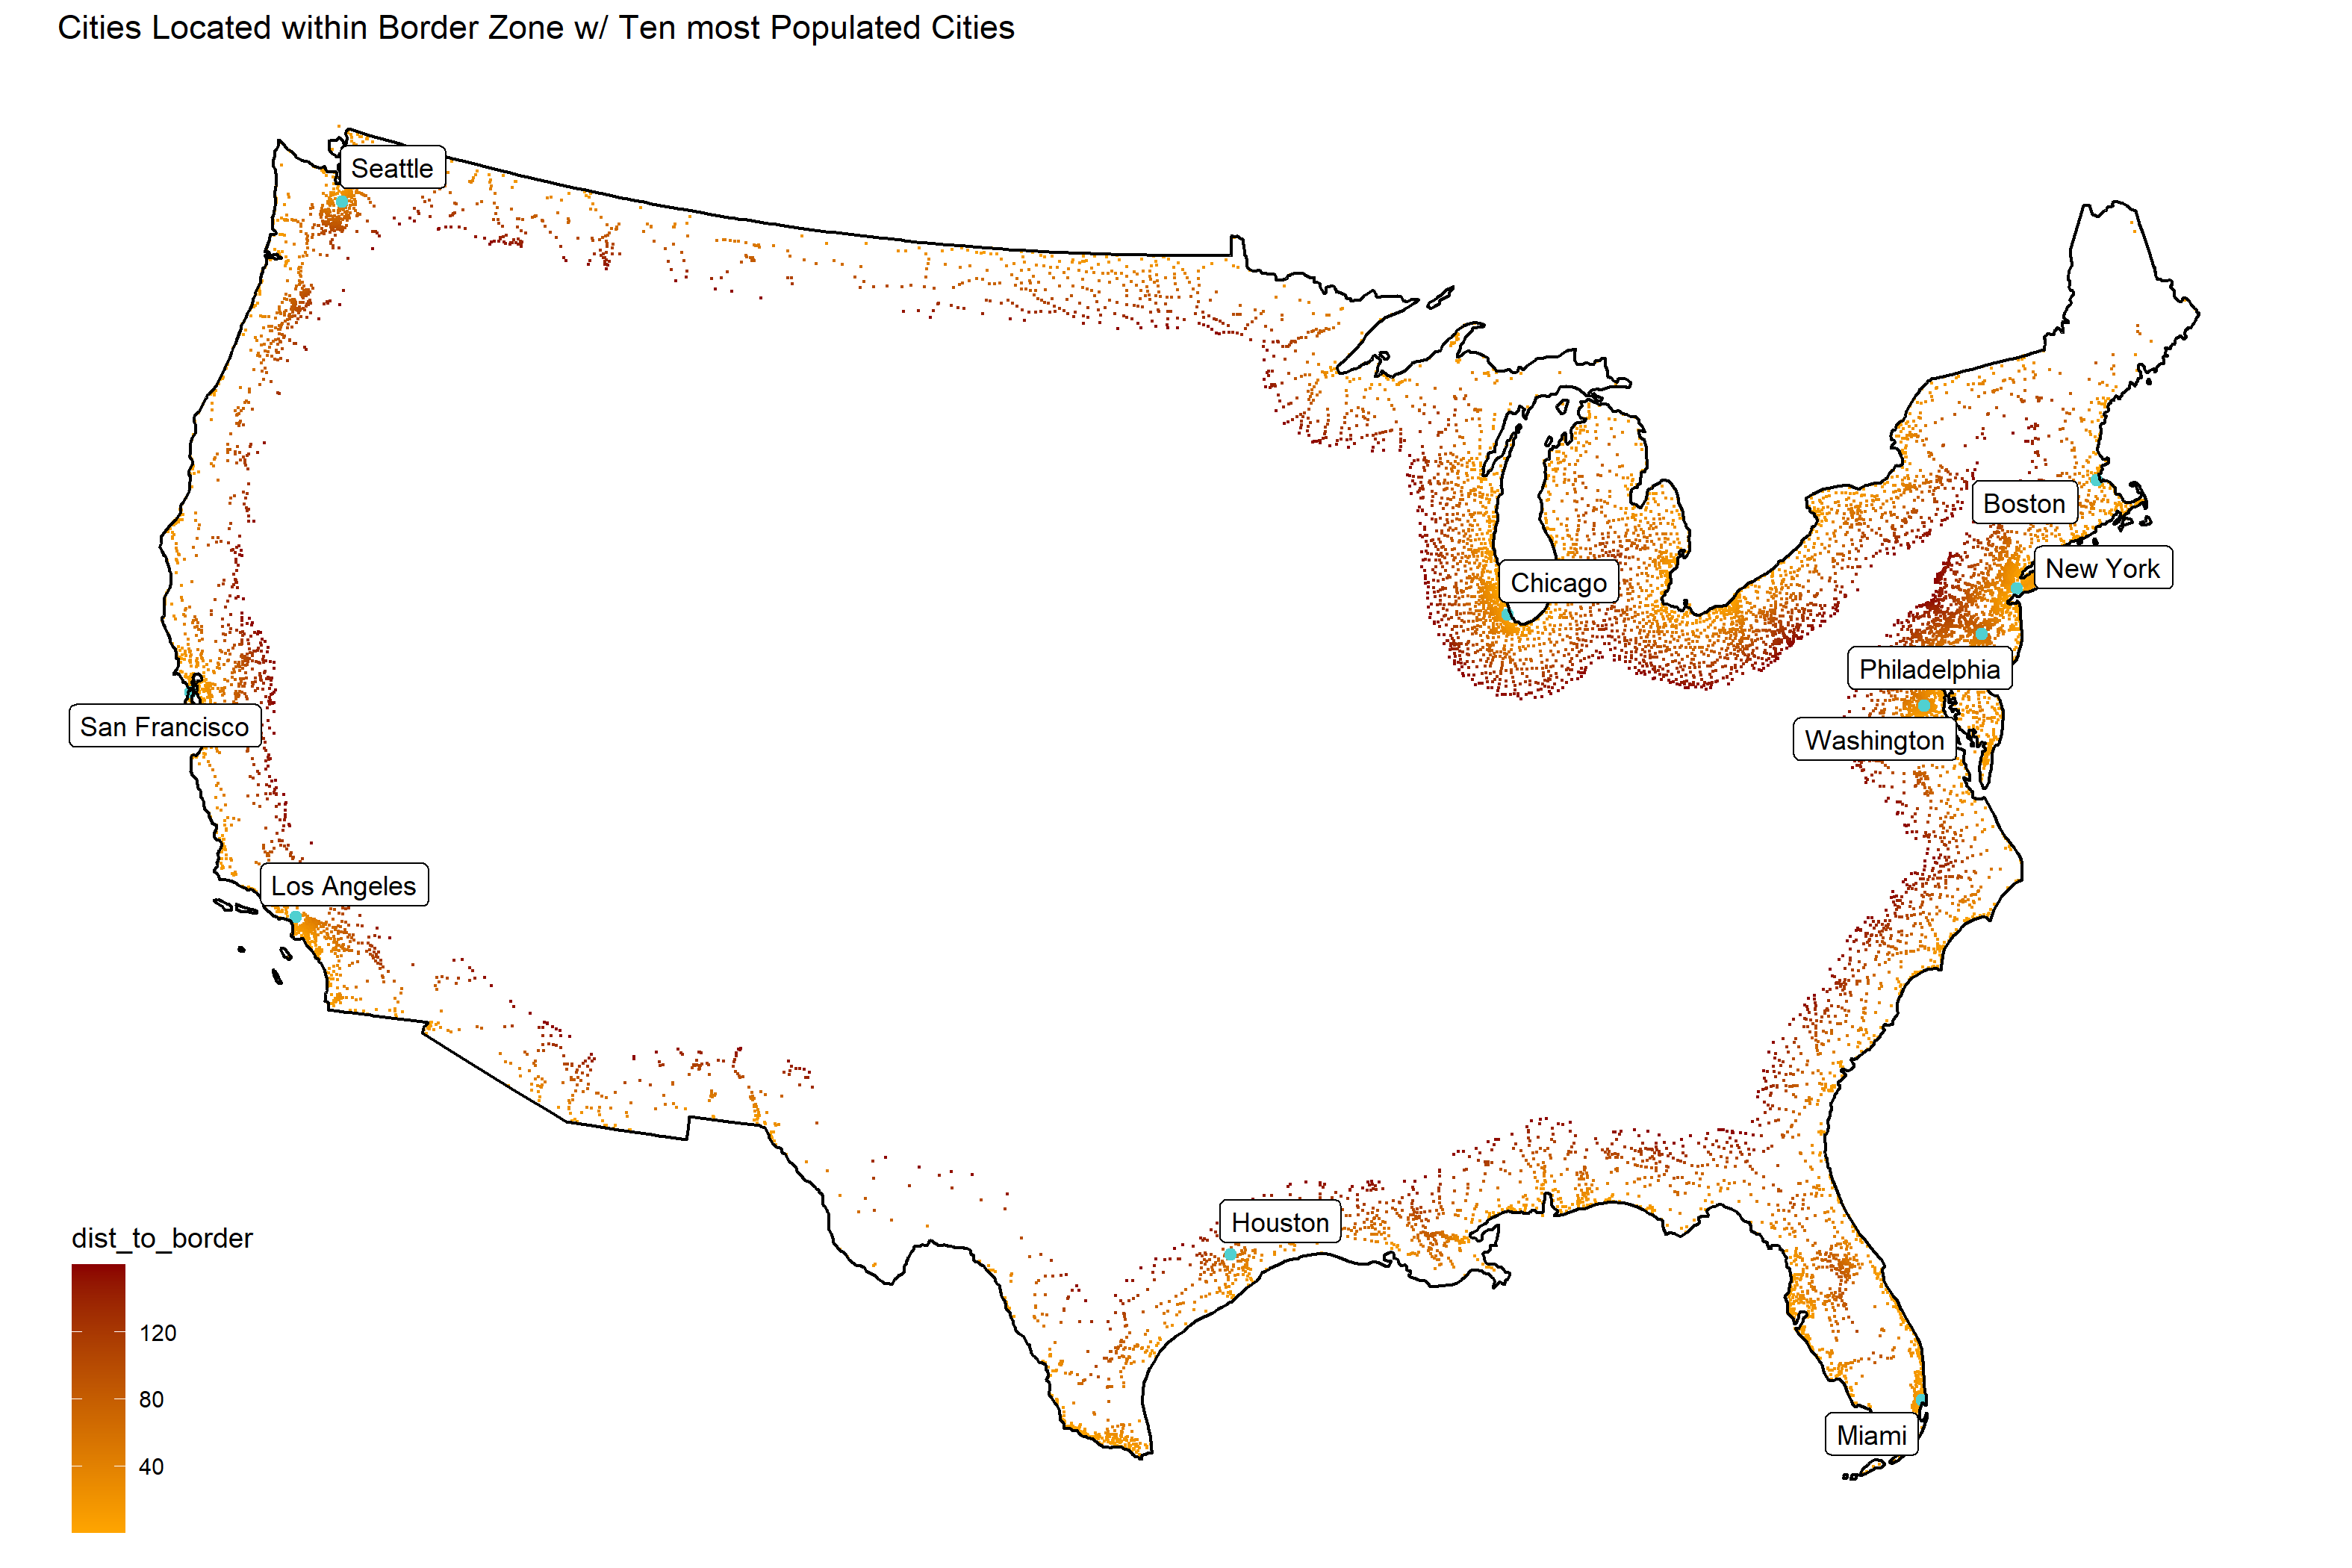 Cities Located within Border Zone w/ Ten most Populated Cities
Seattle
Boston
New York
Chicago
Philadelphia
San Francisco
Washington
Los Angeles
Houston
Miami
dist_to_border
120
80
40